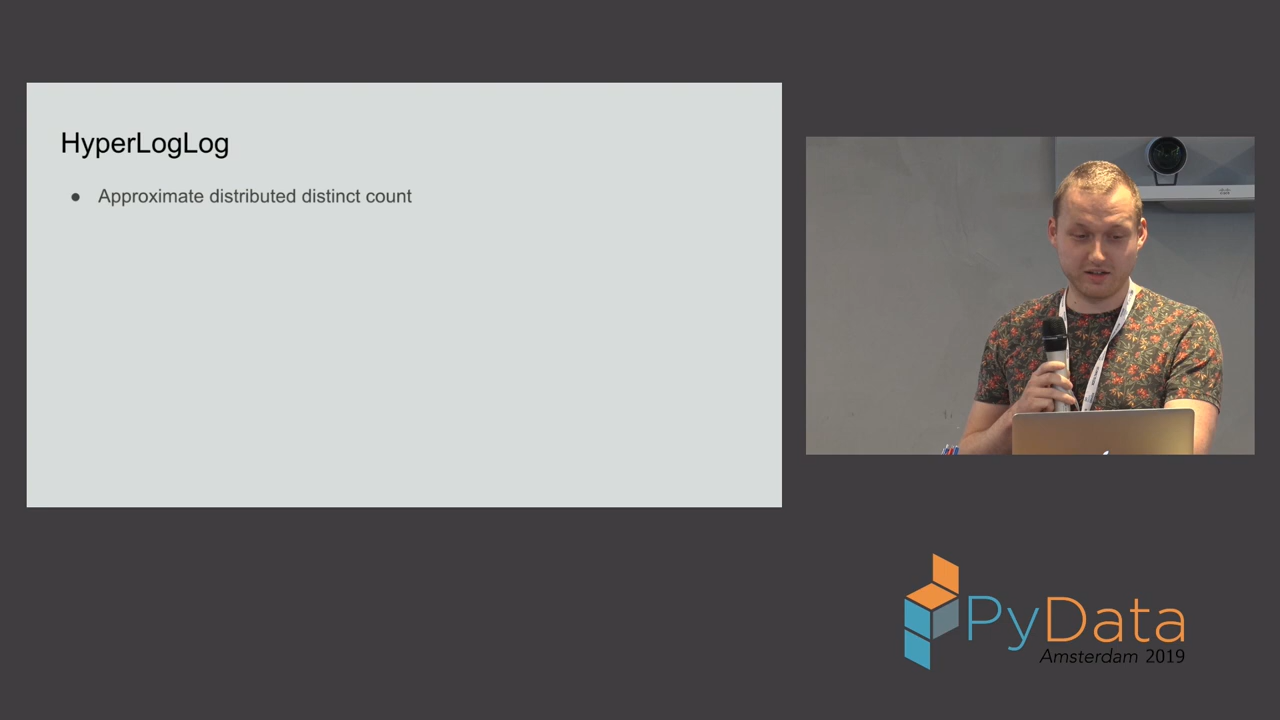 HyperLogLog
● Approximate distributed distinct count
PyData
Amsterdam 2019